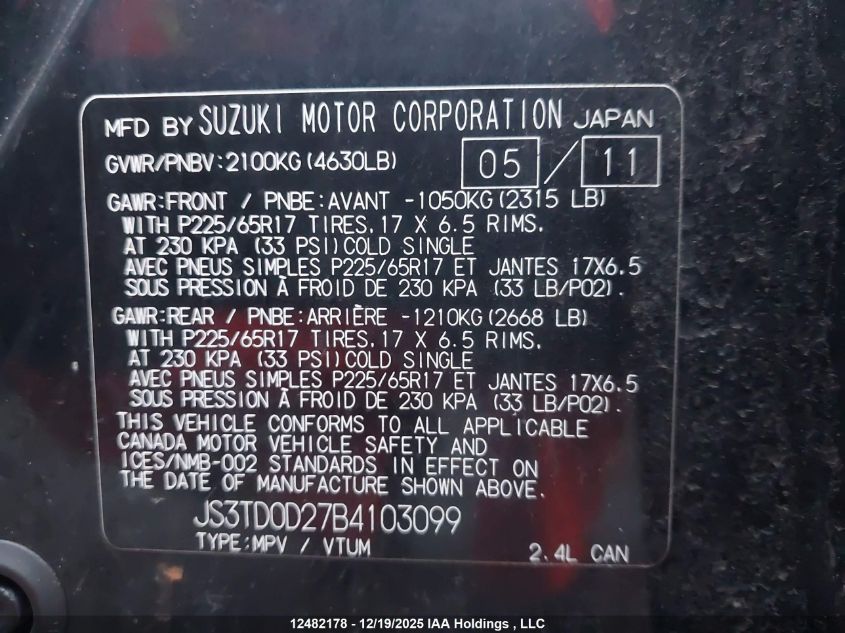 MFD BY SUZUKI MOTOR CORPORATION JAPAN
GVWR/PNBV:2100KG(4630LB) 05/11
GAWR:FRONT / PNBE:AVANT -1050KG(2315 LB)
WITH P225/65R17 TIRES.17 X 6.5 RIMS.
AT 230 KPA (33 PSI)COLD SINGLE
AVEC PNEUS SIMPLES P225/65R17 ET JANTES 17X6.5
SOUS PRESSION À FROID DE 230 KPA (33 LB/PO2).
GAWR:REAR / PNBE:ARRIÈRE -1210KG(2668 LB)
WITH P225/65R17 TIRES.17 X 6.5 RIMS.
AT 230 KPA (33 PSI)COLD SINGLE
AVEC PNEUS SIMPLES P225/65R17 ET JANTES 17X6.5
SOUS PRESSION À FROID DE 230 KPA (33 LB/PO2).
THIS VEHICLE CONFORMS TO ALL APPLICABLE
CANADA MOTOR VEHICLE SAFETY AND
ICES/NMB-002 STANDARDS IN EFFECT ON
THE DATE OF MANUFACTURE SHOWN ABOVE.
JS3TD0D27B4103099
TYPE:MPV / VTUM 2.4L CAN
12482178 - 12/19/2025 IAA Holdings , LLC